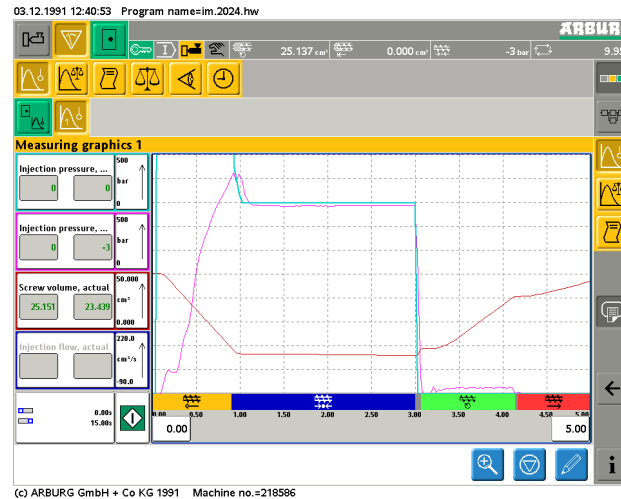 03.12.1991 12:40:53 Program name=im.2024.hw
ARBURG
25.137 cm³ 0.000 cm³ -3 bar 9.95
Measuring graphics 1
Injection pressure, ... 500 bar 0
0 0
Injection pressure, ... 500 bar 0
0 -3
Screw volume, actual 50.000 cm³ 0.000
25.151 23.439
Injection flow, actual 220.0 cm³/s -90.0
0.00s
15.00s
0.00 0.50 1.00 1.50 2.00 2.50 3.00 3.50 4.00 4.50 5.00
0.00 5.00
(c) ARBURG GmbH + Co KG 1991 Machine no.=218586